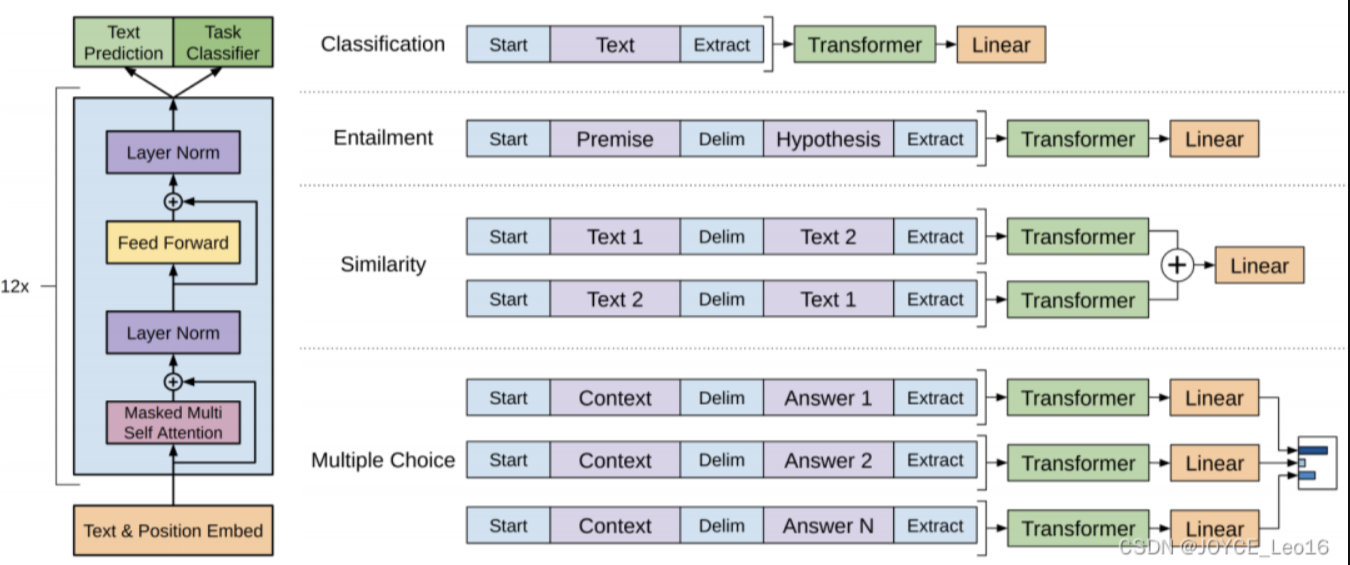 Text
Prediction
Task
Classifier
Layer Norm
Feed Forward
12x
Layer Norm
Masked Multi
Self Attention
Text & Position Embed
Classification
Start Text Extract Transformer Linear
Entailment
Start Premise Delim Hypothesis Extract Transformer Linear
Similarity
Start Text 1 Delim Text 2 Extract Transformer
Start Text 2 Delim Text 1 Extract Transformer
Linear
Multiple Choice
Start Context Delim Answer 1 Extract Transformer Linear
Start Context Delim Answer 2 Extract Transformer Linear
Start Context Delim Answer N Extract Transformer Linear
CSDN @JOYCE_Leo16